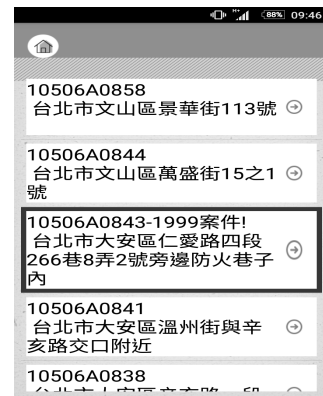 88% 09:46
10506A0858
台北市文山區景華街113號
10506A0844
台北市文山區萬盛街15之1
號
10506A0843-1999案件!
台北市大安區仁愛路四段
266巷8弄2號旁邊防火巷子
內
10506A0841
台北市大安區溫州街與辛
亥路交口附近
10506A0838